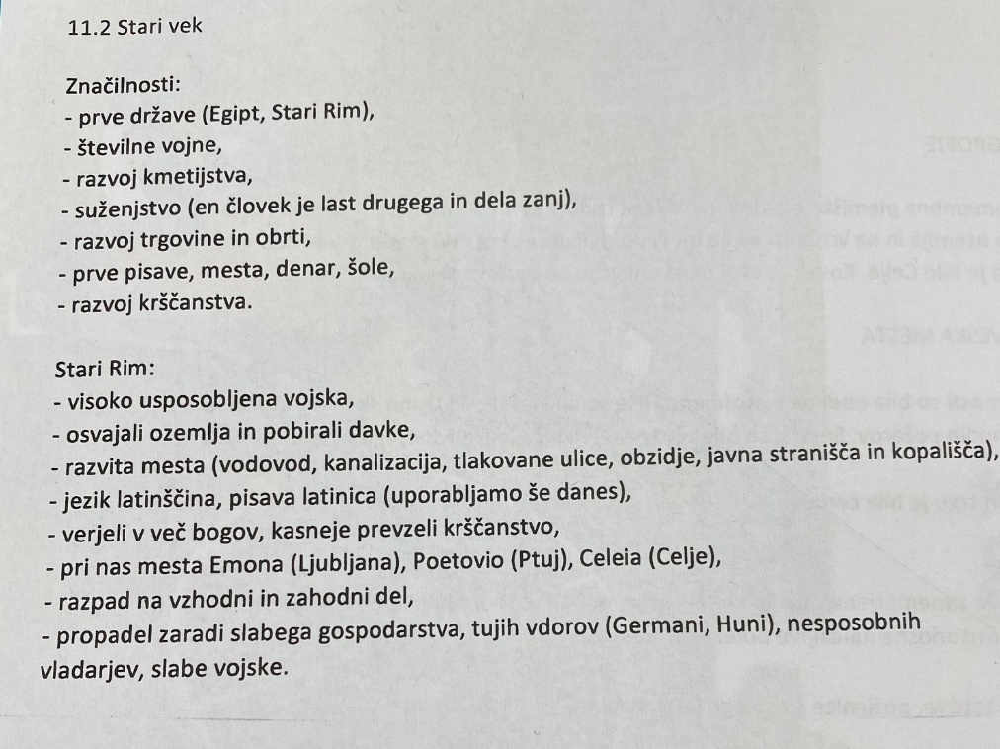 11.2 Stari vek
Značilnosti:
- prve države (Egipt, Stari Rim),
- številne vojne,
- razvoj kmetijstva,
- suženjstvo (en človek je last drugega in dela zanj),
- razvoj trgovine in obrti,
- prve pisave, mesta, denar, šole,
- razvoj krščanstva.
Stari Rim:
- visoko usposobljena vojska,
- osvajali ozemlja in pobirali davke,
- razvita mesta (vodovod, kanalizacija, tlakovane ulice, obzidje, javna stranišča in kopališča),
- jezik latinščina, pisava latinica (uporabljamo še danes),
- verjeli v več bogov, kasneje prevzeli krščanstvo,
- pri nas mesta Emona (Ljubljana), Poetovio (Ptuj), Celeia (Celje),
- razpad na vzhodni in zahodni del,
- propadel zaradi slabega gospodarstva, tujih vdorov (Germani, Huni), nesposobnih
vladarjev, slabe vojske.